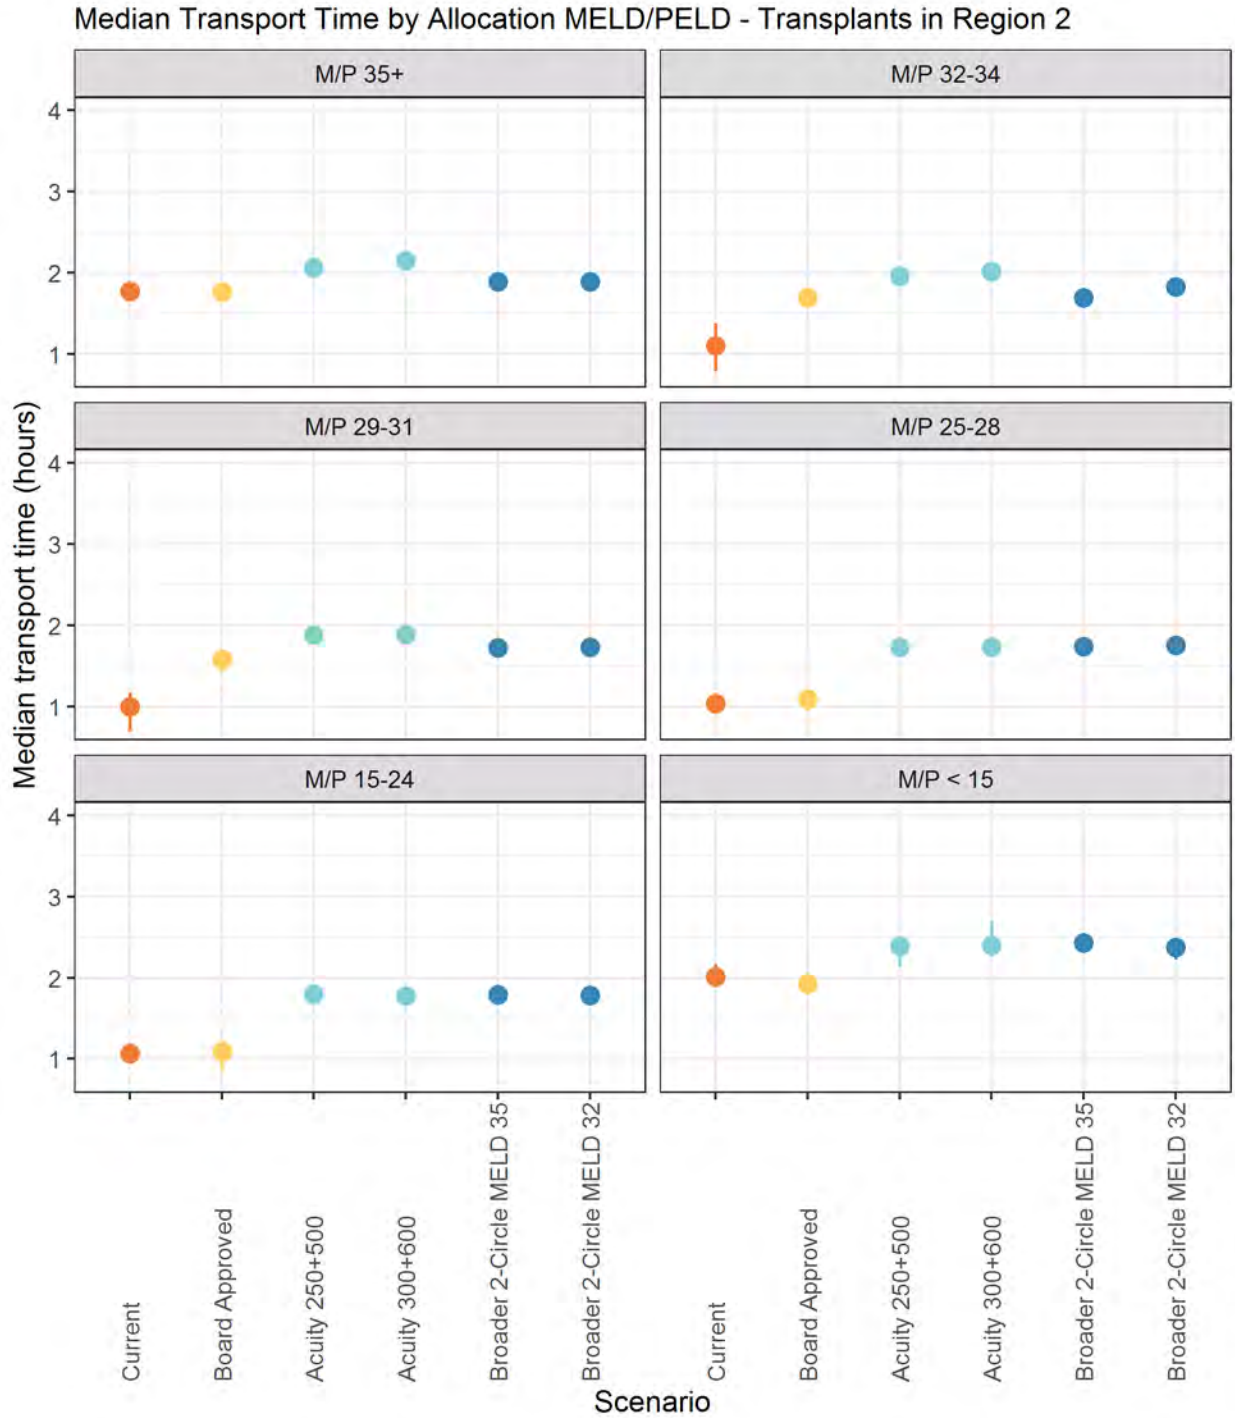 Median Transport Time by Allocation MELD/PELD - Transplants in Region 2
M/P 35+
M/P 32-34
4
3
2
1
M/P 29-31
M/P 25-28
4
3
2
1
M/P 15-24
M/P < 15
4
3
2
1
Median transport time (hours)
Current
Board Approved
Acuity 250+500
Acuity 300+600
Broader 2-Circle MELD 35
Broader 2-Circle MELD 32
Current
Board Approved
Acuity 250+500
Acuity 300+600
Broader 2-Circle MELD 35
Broader 2-Circle MELD 32
Scenario